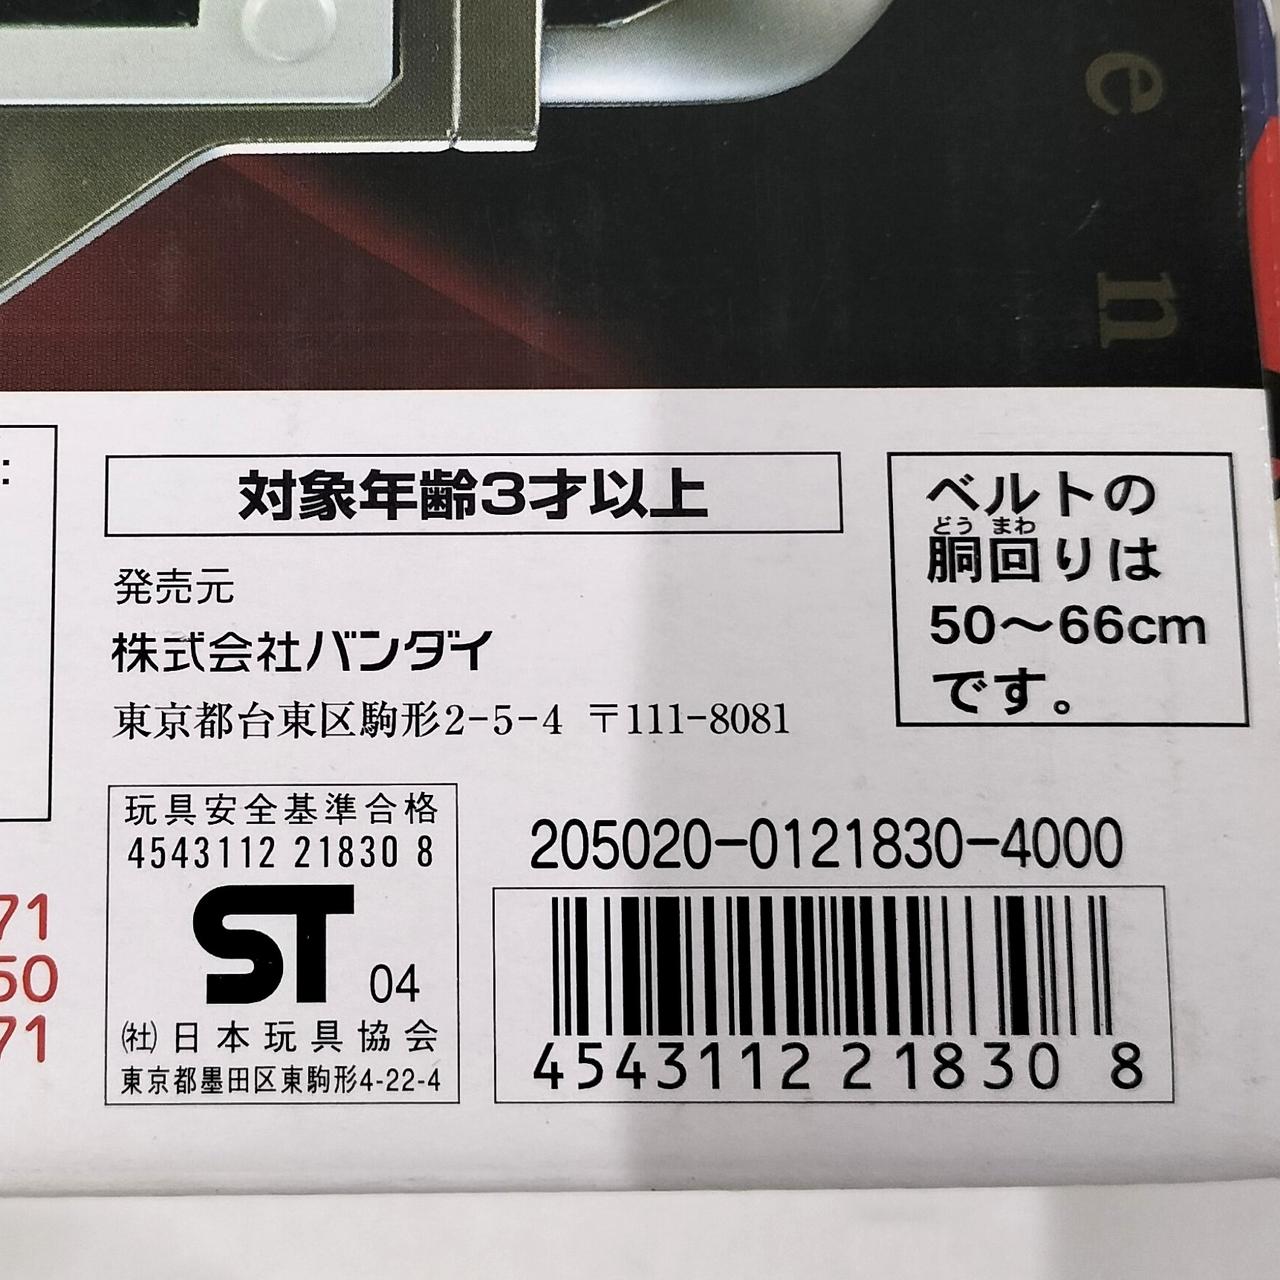 e
n
:
対象年齢3才以上
発売元
株式会社バンダイ
東京都台東区駒形2-5-4 〒111-8081
ベルトの
胴回りは
どう まわ
50〜66cm
です。
玩具安全基準合格
4543112 21830 8
ST 04
(社)日本玩具協会
東京都墨田区東駒形4-22-4
205020-0121830-4000
4543112 21830 8
71
50
71